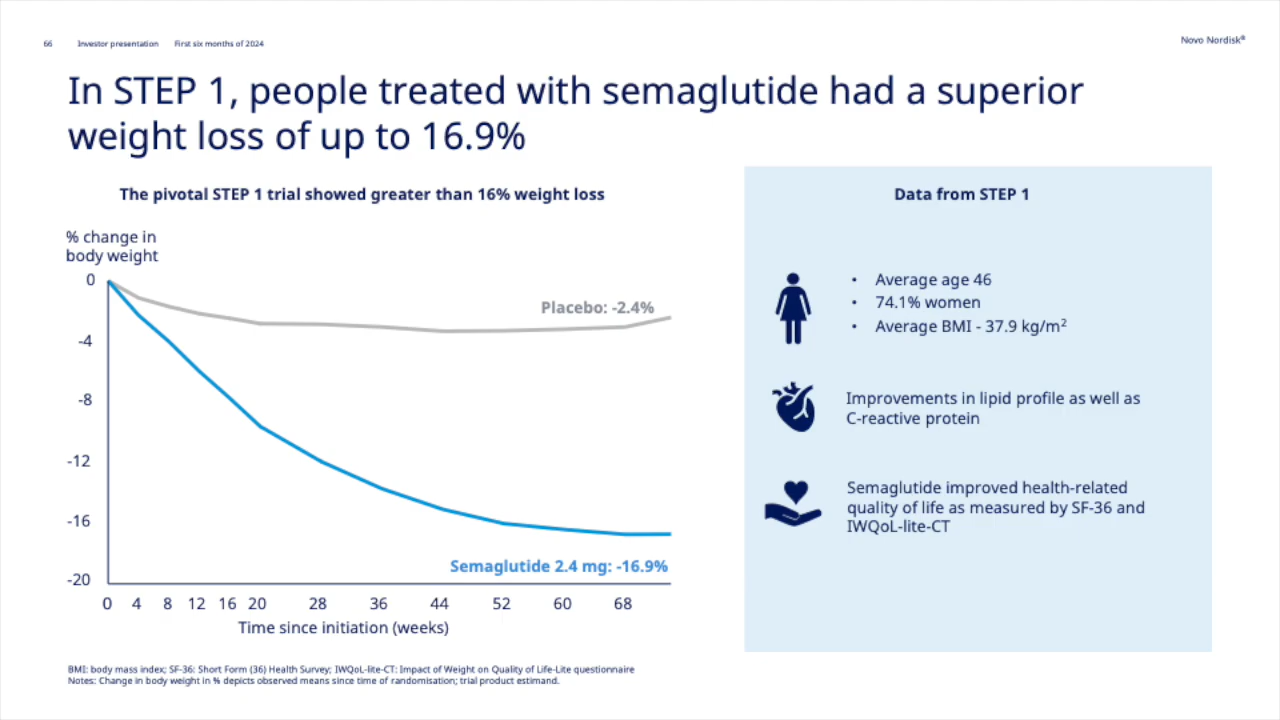 66 Investor presentation First six months of 2024
Novo Nordisk®
In STEP 1, people treated with semaglutide had a superior
weight loss of up to 16.9%
The pivotal STEP 1 trial showed greater than 16% weight loss
% change in
body weight
0
-4
-8
-12
-16
-20
Placebo: -2.4%
Semaglutide 2.4 mg: -16.9%
0 4 8 12 16 20 28 36 44 52 60 68
Time since initiation (weeks)
Data from STEP 1
• Average age 46
• 74.1% women
• Average BMI - 37.9 kg/m²
Improvements in lipid profile as well as
C-reactive protein
Semaglutide improved health-related
quality of life as measured by SF-36 and
IWQoL-lite-CT
BMI: body mass index; SF-36: Short Form (36) Health Survey; IWQoL-lite-CT: Impact of Weight on Quality of Life-Lite questionnaire
Notes: Change in body weight in % depicts observed means since time of randomisation; trial product estimand.